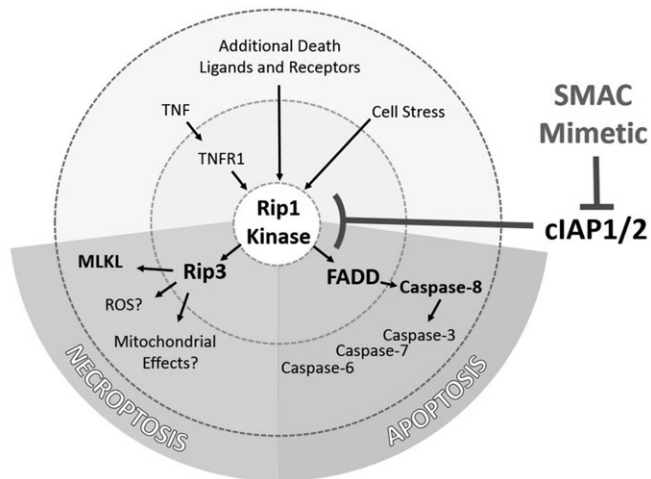 Additional Death
Ligands and Receptors
TNF
Cell Stress
TNFR1
SMAC
Mimetic
Rip1
Kinase
cIAP1/2
MLKL
Rip3
FADD
Caspase-8
ROS?
Mitochondrial
Effects?
Caspase-3
Caspase-7
Caspase-6
NECROPTOSIS
APOPTOSIS